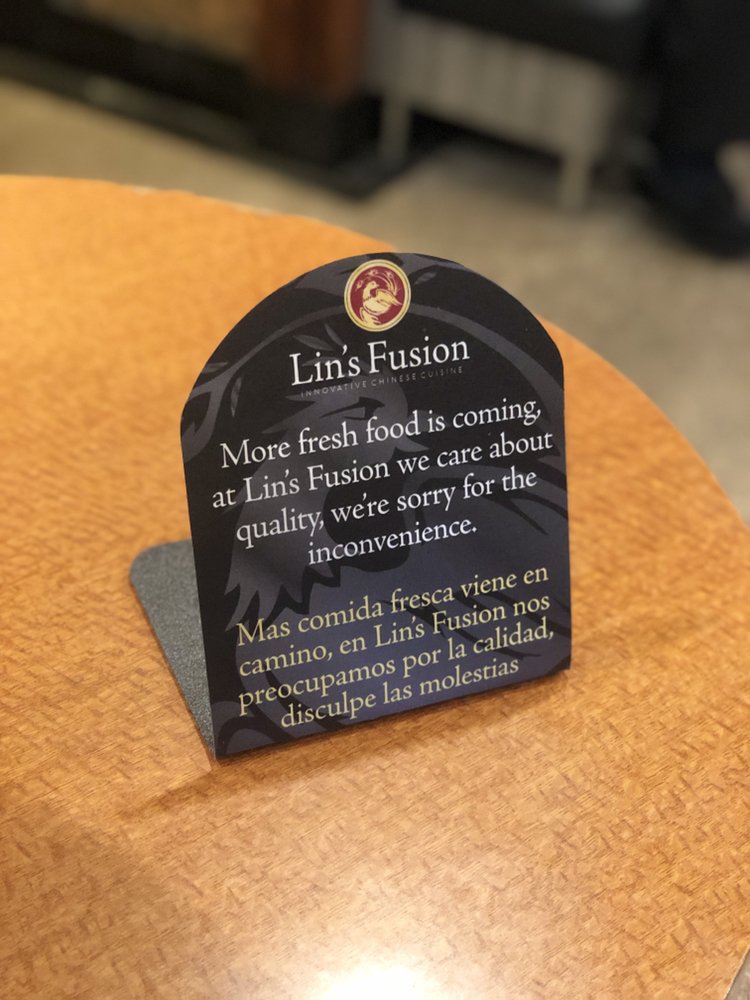 Lin's Fusion
INNOVATIVE CHINESE CUISINE
More fresh food is coming,
at Lin's Fusion we care about
quality, we're sorry for the
inconvenience.
Mas comida fresca viene en
camino, en Lin's Fusion nos
preocupamos por la calidad,
disculpe las molestias